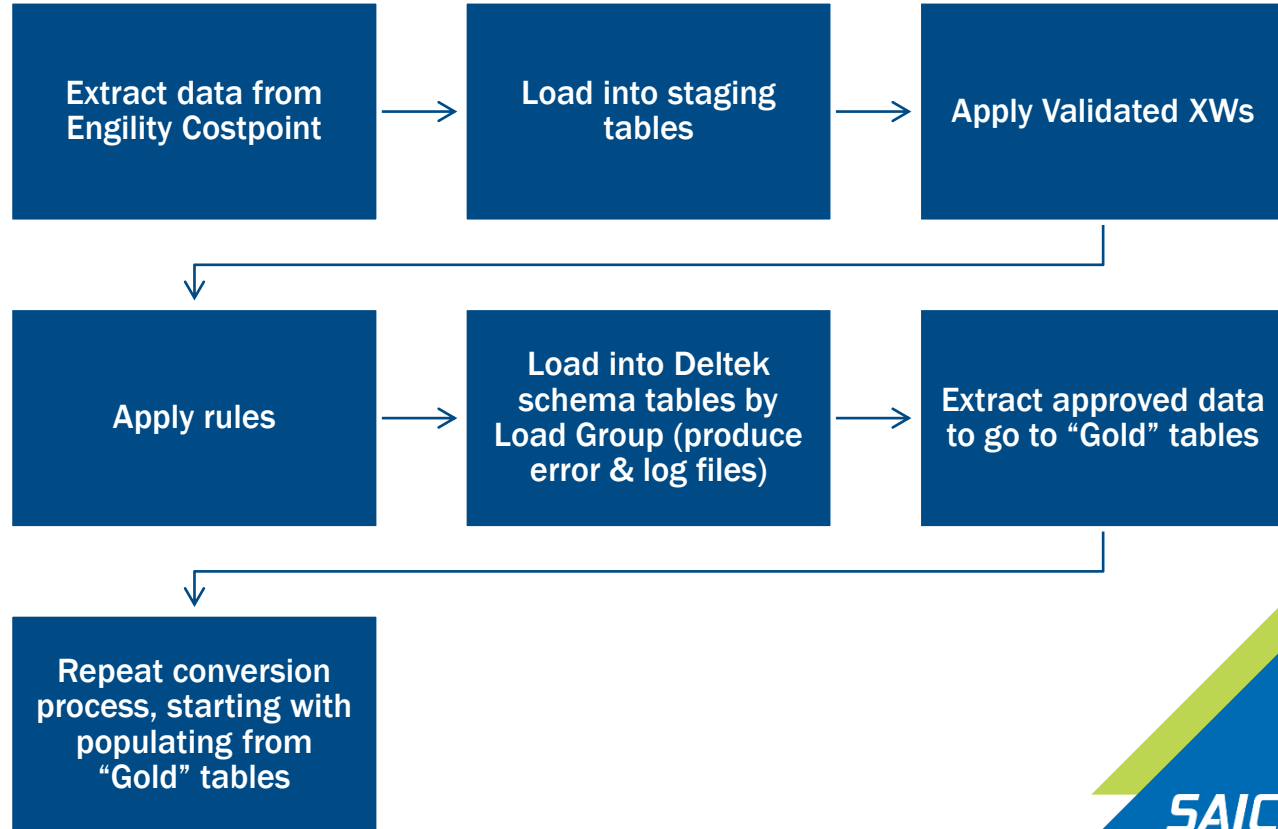 Extract data from
Engility Costpoint
Load into staging
tables
Apply Validated XWs
Apply rules
Load into Deltek
schema tables by
Load Group (produce
error & log files)
Extract approved data
to go to “Gold” tables
Repeat conversion
process, starting with
populating from
“Gold” tables
SAIC